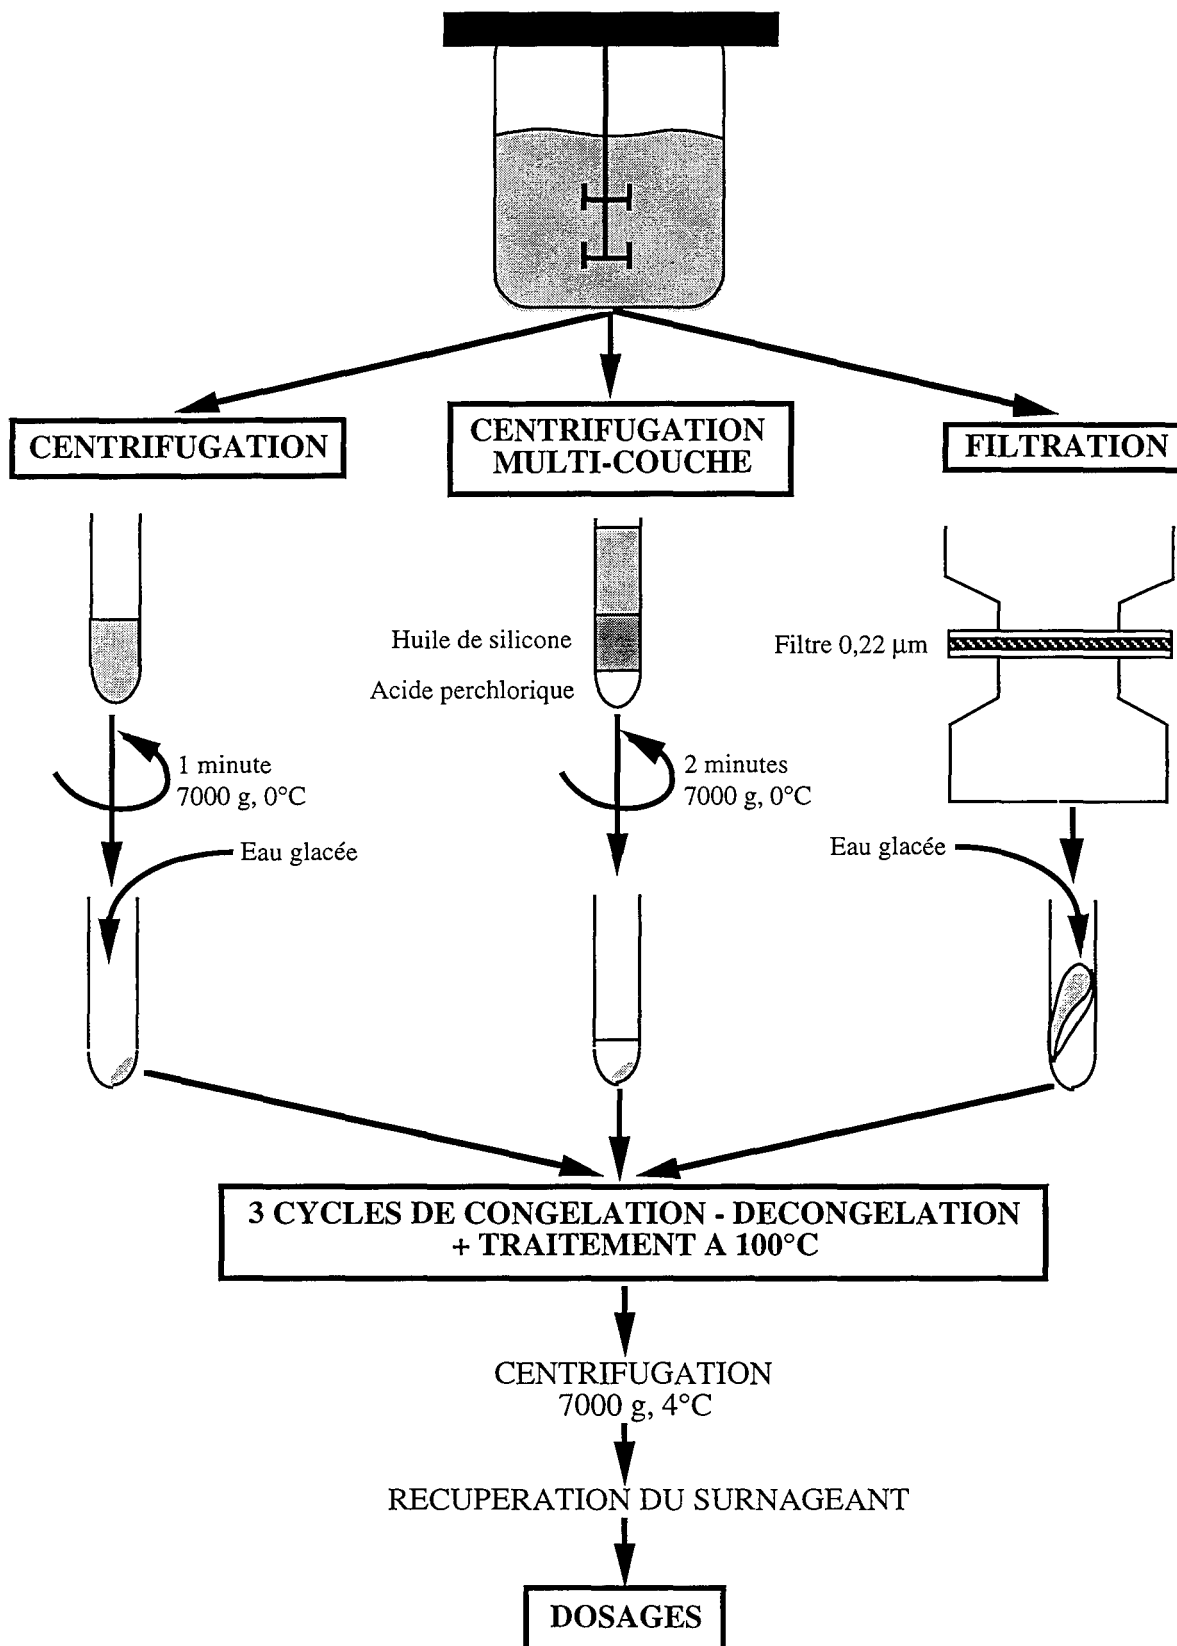 CENTRIFUGATION
CENTRIFUGATION
MULTI-COUCHE
FILTRATION
Huile de silicone
Acide perchlorique
Filtre 0,22 µm
1 minute
7000 g, 0°C
2 minutes
7000 g, 0°C
Eau glacée
Eau glacée
3 CYCLES DE CONGELATION - DECONGELATION
+ TRAITEMENT A 100°C
CENTRIFUGATION
7000 g, 4°C
RECUPERATION DU SURNAGEANT
DOSAGES